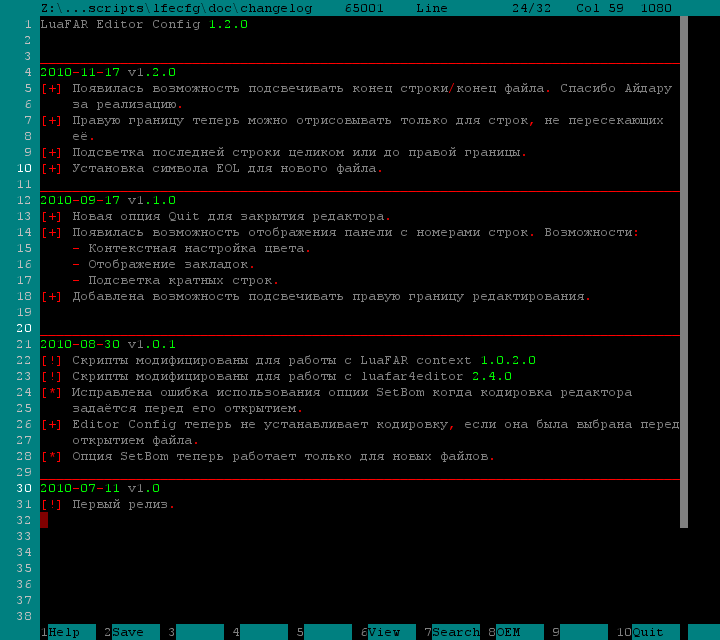 Z:\...scripts\lfecfg\doc\changelog 65001 Line 24/32 Col 59 1080
1 LuaFAR Editor Config 1.2.0
2
3
4 2010-11-17 v1.2.0
5 [+] Появилась возможность подсвечивать конец строки/конец файла. Спасибо Айдару
6 за реализацию.
7 [+] Правую границу теперь можно отрисовывать только для строк, не пересекающих
8 её.
9 [+] Подсветка последней строки целиком или до правой границы.
10 [+] Установка символа EOL для нового файла.
11
12 2010-09-17 v1.1.0
13 [+] Новая опция Quit для закрытия редактора.
14 [+] Появилась возможность отображения панели с номерами строк. Возможности:
15 - Контекстная настройка цвета.
16 - Отображение закладок.
17 - Подсветка кратных строк.
18 [+] Добавлена возможность подсвечивать правую границу редактирования.
19
20
21 2010-08-30 v1.0.1
22 [!] Скрипты модифицированы для работы с LuaFAR context 1.0.2.0
23 [!] Скрипты модифицированы для работы с luafar4editor 2.4.0
24 [*] Исправлена ошибка использования опции SetBom когда кодировка редактора
25 задаётся перед его открытием.
26 [+] Editor Config теперь не устанавливает кодировку, если она была выбрана перед
27 открытием файла.
28 [*] Опция SetBom теперь работает только для новых файлов.
29
30 2010-07-11 v1.0
31 [!] Первый релиз.
32
33
34
35
36
37
38
1Help 2Save 3 4 5 6View 7Search 8OEM 9 10Quit